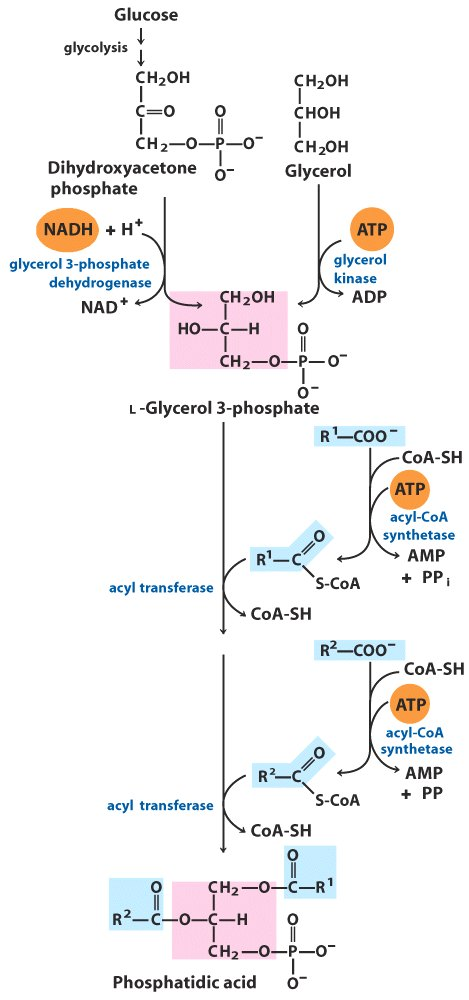 Glucose
glycolysis
CH₂OH
C=O
CH₂—O—P—O⁻
O
O⁻
Dihydroxyacetone
phosphate
CH₂OH
CHOH
CH₂OH
Glycerol
NADH + H⁺
glycerol 3-phosphate
dehydrogenase
NAD⁺
ATP
glycerol
kinase
ADP
CH₂OH
HO—C—H
O
CH₂—O—P—O⁻
O⁻
L-Glycerol 3-phosphate
R¹—COO⁻
CoA-SH
ATP
acyl-CoA
synthetase
AMP
+ PPi
O
R¹—C
S-CoA
acyl transferase
CoA-SH
R²—COO⁻
CoA-SH
ATP
acyl-CoA
synthetase
AMP
+ PP
O
R²—C
S-CoA
acyl transferase
CoA-SH
O
CH₂—O—C—R¹
O
R²—C—O—C—H
O
CH₂—O—P—O⁻
O⁻
Phosphatidic acid